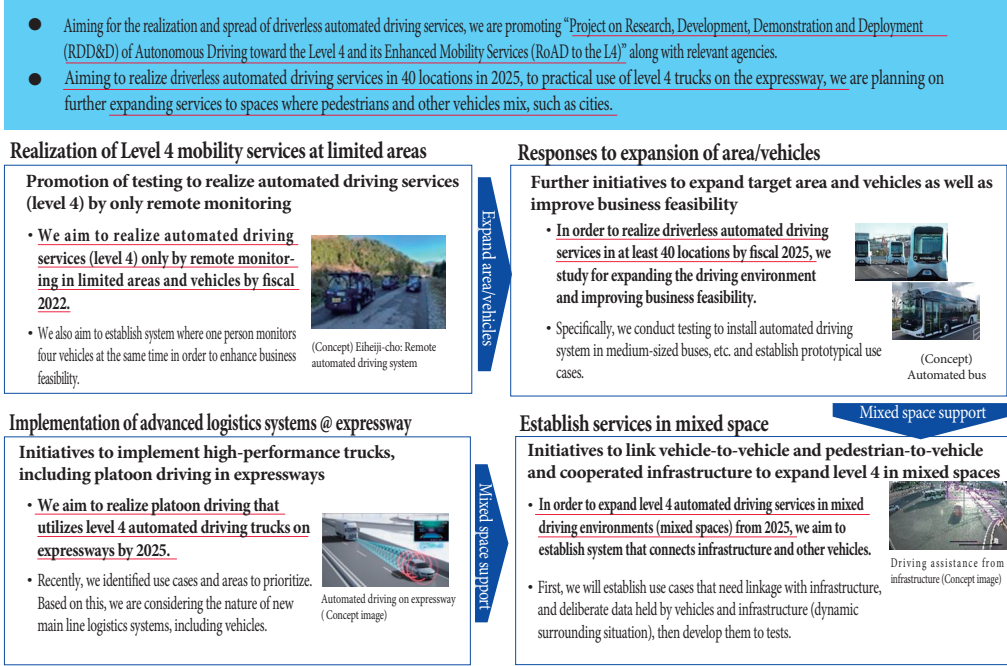 ● Aiming for the realization and spread of driverless automated driving services, we are promoting “Project on Research, Development, Demonstration and Deployment
(RDD&D) of Autonomous Driving toward the Level 4 and its Enhanced Mobility Services (RoAD to the L4)” along with relevant agencies.
● Aiming to realize driverless automated driving services in 40 locations in 2025, to practical use of level 4 trucks on the expressway, we are planning on
further expanding services to spaces where pedestrians and other vehicles mix, such as cities.
Realization of Level 4 mobility services at limited areas
Promotion of testing to realize automated driving services
(level 4) by only remote monitoring
• We aim to realize automated driving
services (level 4) only by remote monitor-
ing in limited areas and vehicles by fiscal
2022.
• We also aim to establish system where one person monitors
four vehicles at the same time in order to enhance business
feasibility.
(Concept) Eiheiji-cho: Remote
automated driving system
Expand area/vehicles
Responses to expansion of area/vehicles
Further initiatives to expand target area and vehicles as well as
improve business feasibility
• In order to realize driverless automated driving
services in at least 40 locations by fiscal 2025, we
study for expanding the driving environment
and improving business feasibility.
• Specifically, we conduct testing to install automated driving
system in medium-sized buses, etc. and establish prototypical use
cases.
(Concept)
Automated bus
Implementation of advanced logistics systems @ expressway
Initiatives to implement high-performance trucks,
including platoon driving in expressways
• We aim to realize platoon driving that
utilizes level 4 automated driving trucks on
expressways by 2025.
• Recently, we identified use cases and areas to prioritize.
Based on this, we are considering the nature of new
main line logistics systems, including vehicles.
Automated driving on expressway
( Concept image)
Mixed space support
Mixed space support
Establish services in mixed space
Initiatives to link vehicle-to-vehicle and pedestrian-to-vehicle
and cooperated infrastructure to expand level 4 in mixed spaces
• In order to expand level 4 automated driving services in mixed
driving environments (mixed spaces) from 2025, we aim to
establish system that connects infrastructure and other vehicles.
• First, we will establish use cases that need linkage with infrastructure,
and deliberate data held by vehicles and infrastructure (dynamic
surrounding situation), then develop them to tests.
Driving assistance from
infrastructure (Concept image)